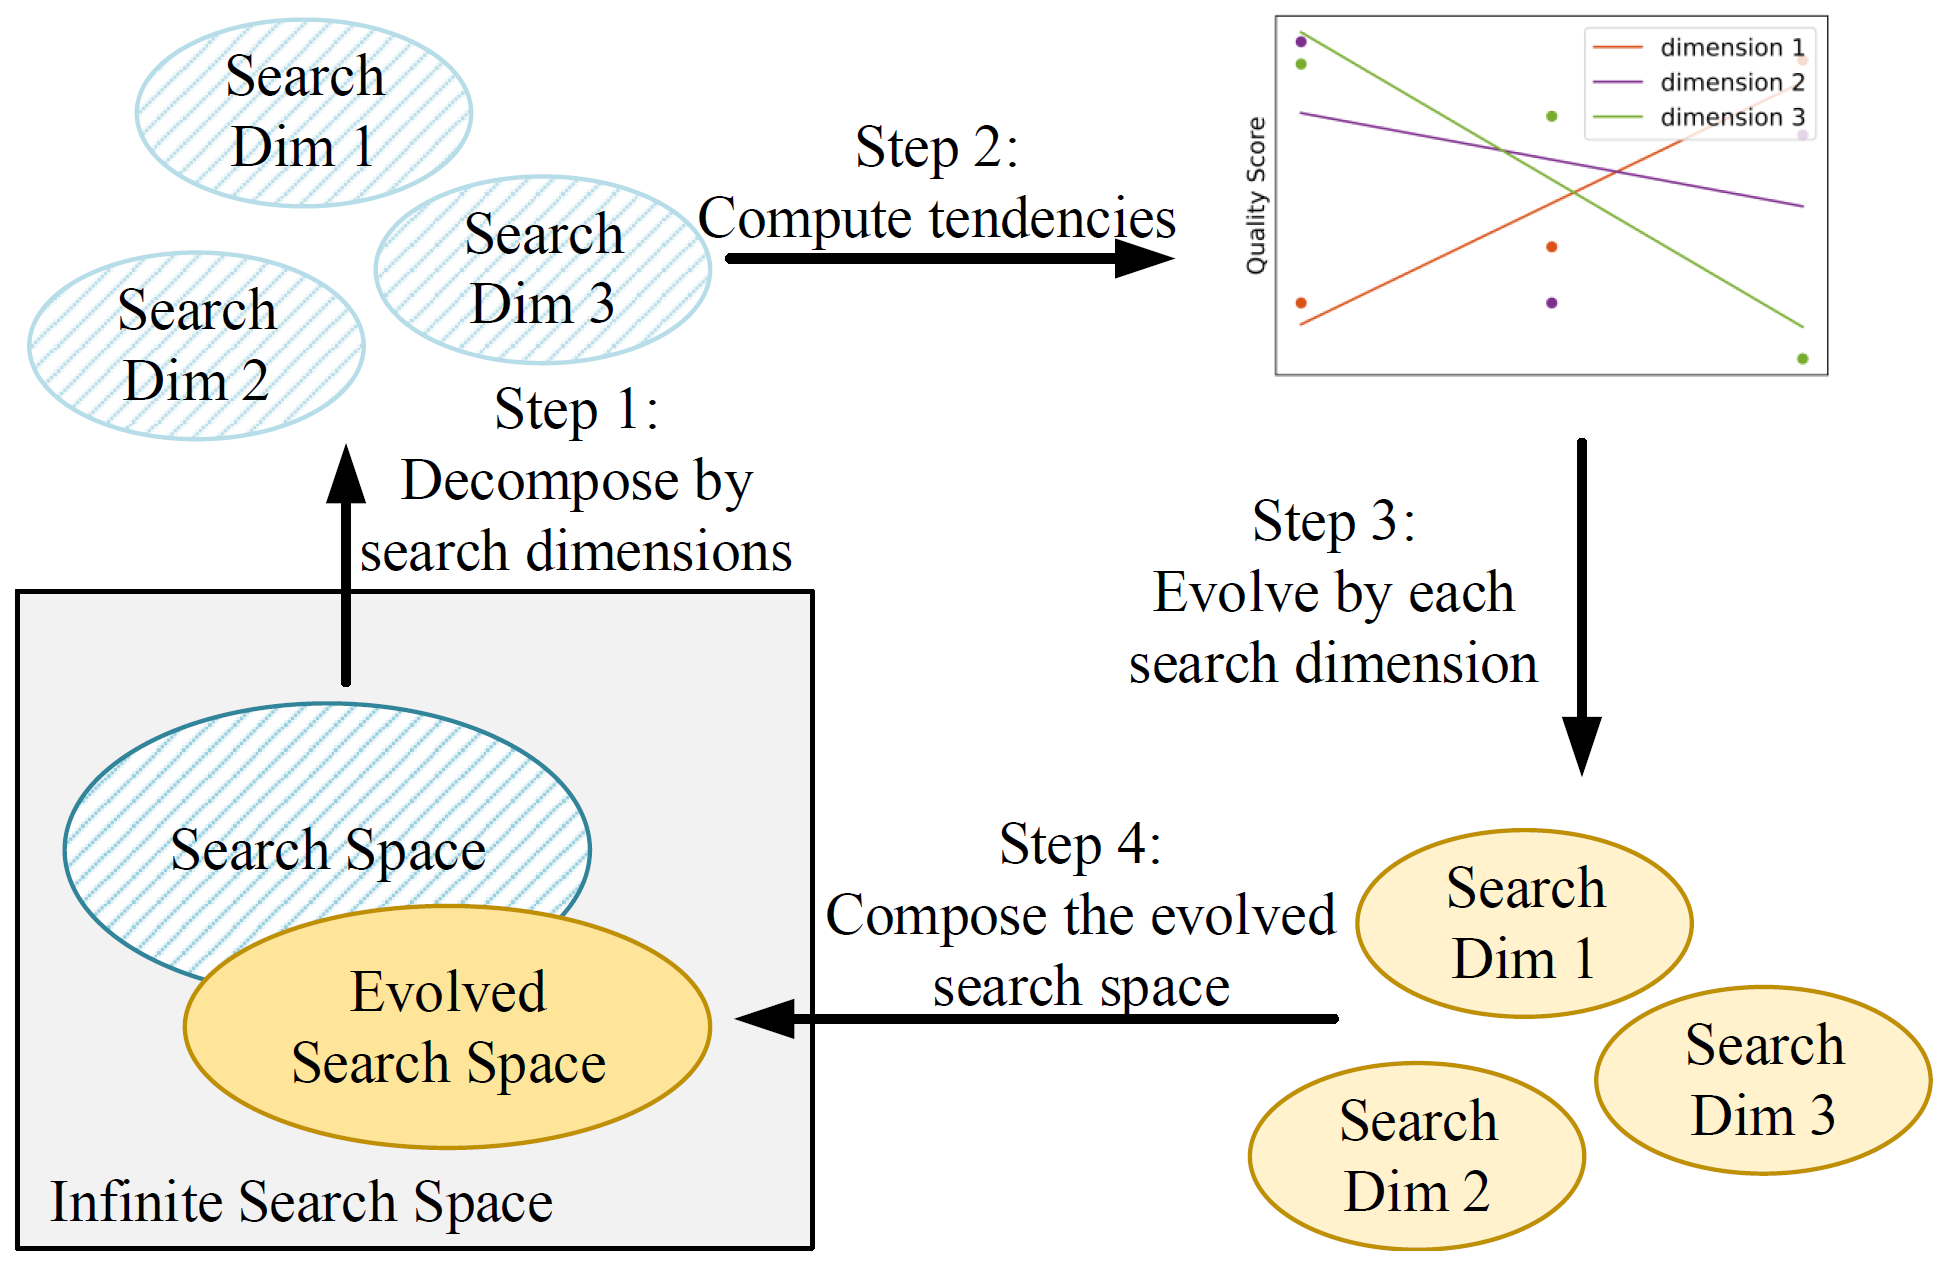 Search
Dim 1
Search
Dim 3
Search
Dim 2
Step 1:
Decompose by
search dimensions
Step 2:
Compute tendencies
Quality Score
dimension 1
dimension 2
dimension 3
Step 3:
Evolve by each
search dimension
Search
Dim 1
Search
Dim 3
Search
Dim 2
Step 4:
Compose the evolved
search space
Search Space
Evolved
Search Space
Infinite Search Space